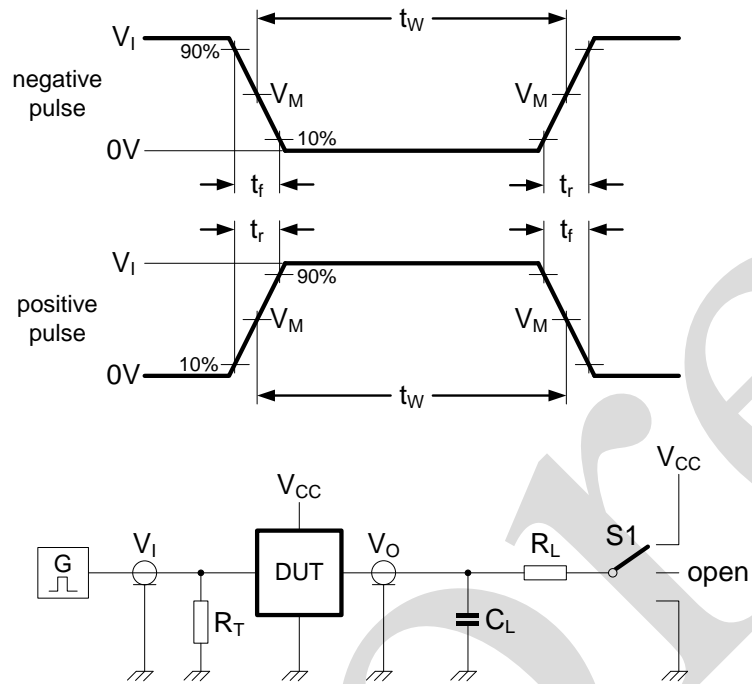 V_I
t_W
90%
negative
pulse
V_M
V_M
10%
0V
t_f
t_r
t_r
t_f
V_I
90%
positive
pulse
V_M
V_M
10%
0V
t_W
V_CC
V_CC
G
V_I
DUT
V_O
R_L
S1
open
R_T
C_L